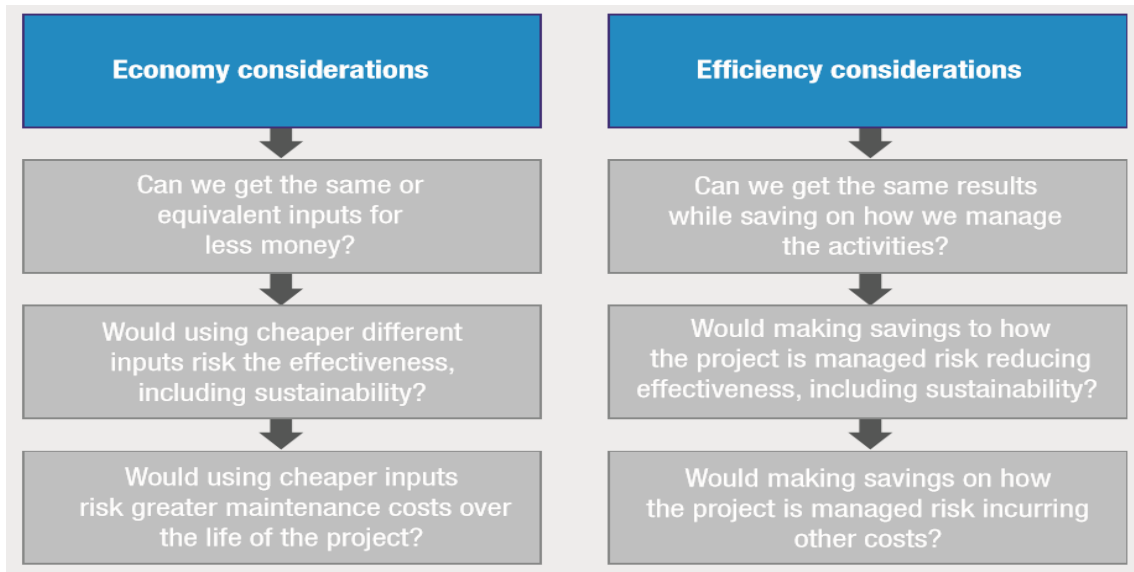 Economy considerations
Can we get the same or
equivalent inputs for
less money?
Would using cheaper different
inputs risk the effectiveness,
including sustainability?
Would using cheaper inputs
risk greater maintenance costs over
the life of the project?
Efficiency considerations
Can we get the same results
while saving on how we manage
the activities?
Would making savings to how
the project is managed risk reducing
effectiveness, including sustainability?
Would making savings on how
the project is managed risk incurring
other costs?